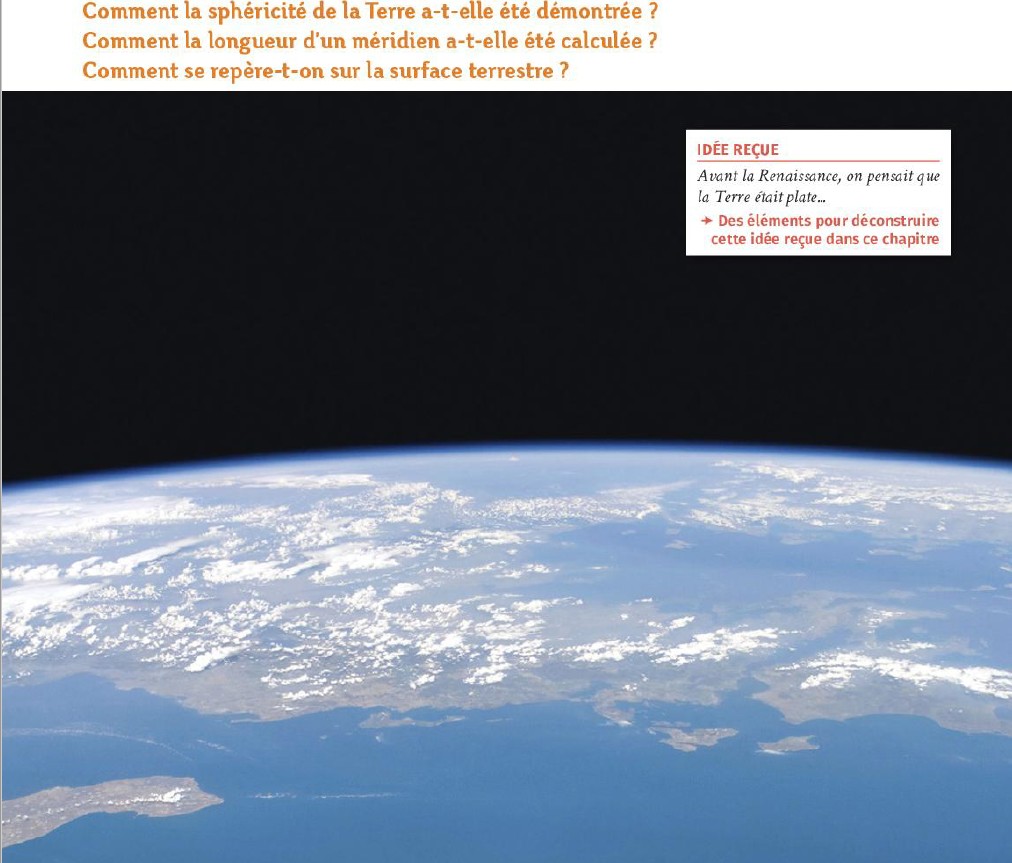 Comment la sphéricité de la Terre a-t-elle été démontrée ?
Comment la longueur d'un méridien a-t-elle été calculée ?
Comment se repère-t-on sur la surface terrestre ?
IDÉE REÇUE
Avant la Renaissance, on pensait que
la Terre était plate…
➔ Des éléments pour déconstruire
cette idée reçue dans ce chapitre